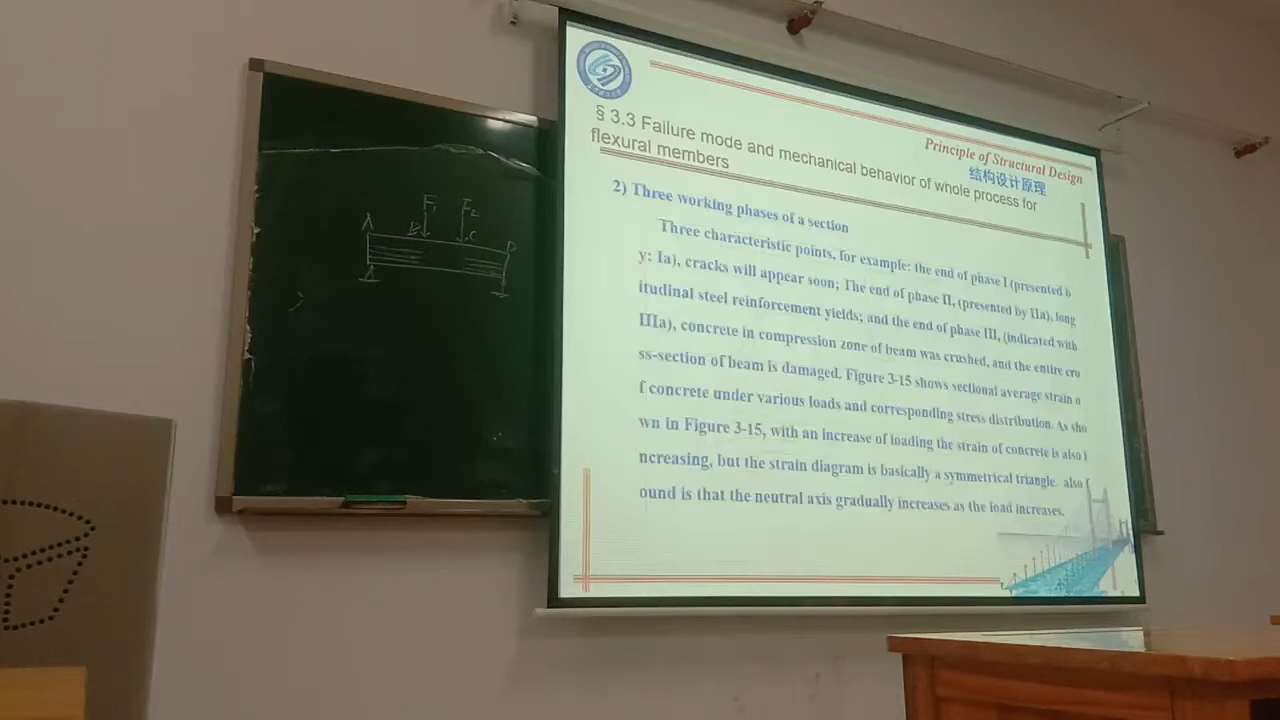 A
F₁
F₂
B
C
D
§ 3.3 Failure mode and mechanical behavior of whole process for
flexural members
Principle of Structural Design
结构设计原理
2) Three working phases of a section
Three characteristic points, for example: the end of phase I (presented b
y: Ia), cracks will appear soon; The end of phase II, (presented by IIa), long
itudinal steel reinforcement yields; and the end of phase III, (indicated with
IIIa), concrete in compression zone of beam was crushed, and the entire cro
ss-section of beam is damaged. Figure 3-15 shows sectional average strain o
f concrete under various loads and corresponding stress distribution. As sho
wn in Figure 3-15, with an increase of loading the strain of concrete is also i
ncreasing, but the strain diagram is basically a symmetrical triangle. also f
ound is that the neutral axis gradually increases as the load increases.